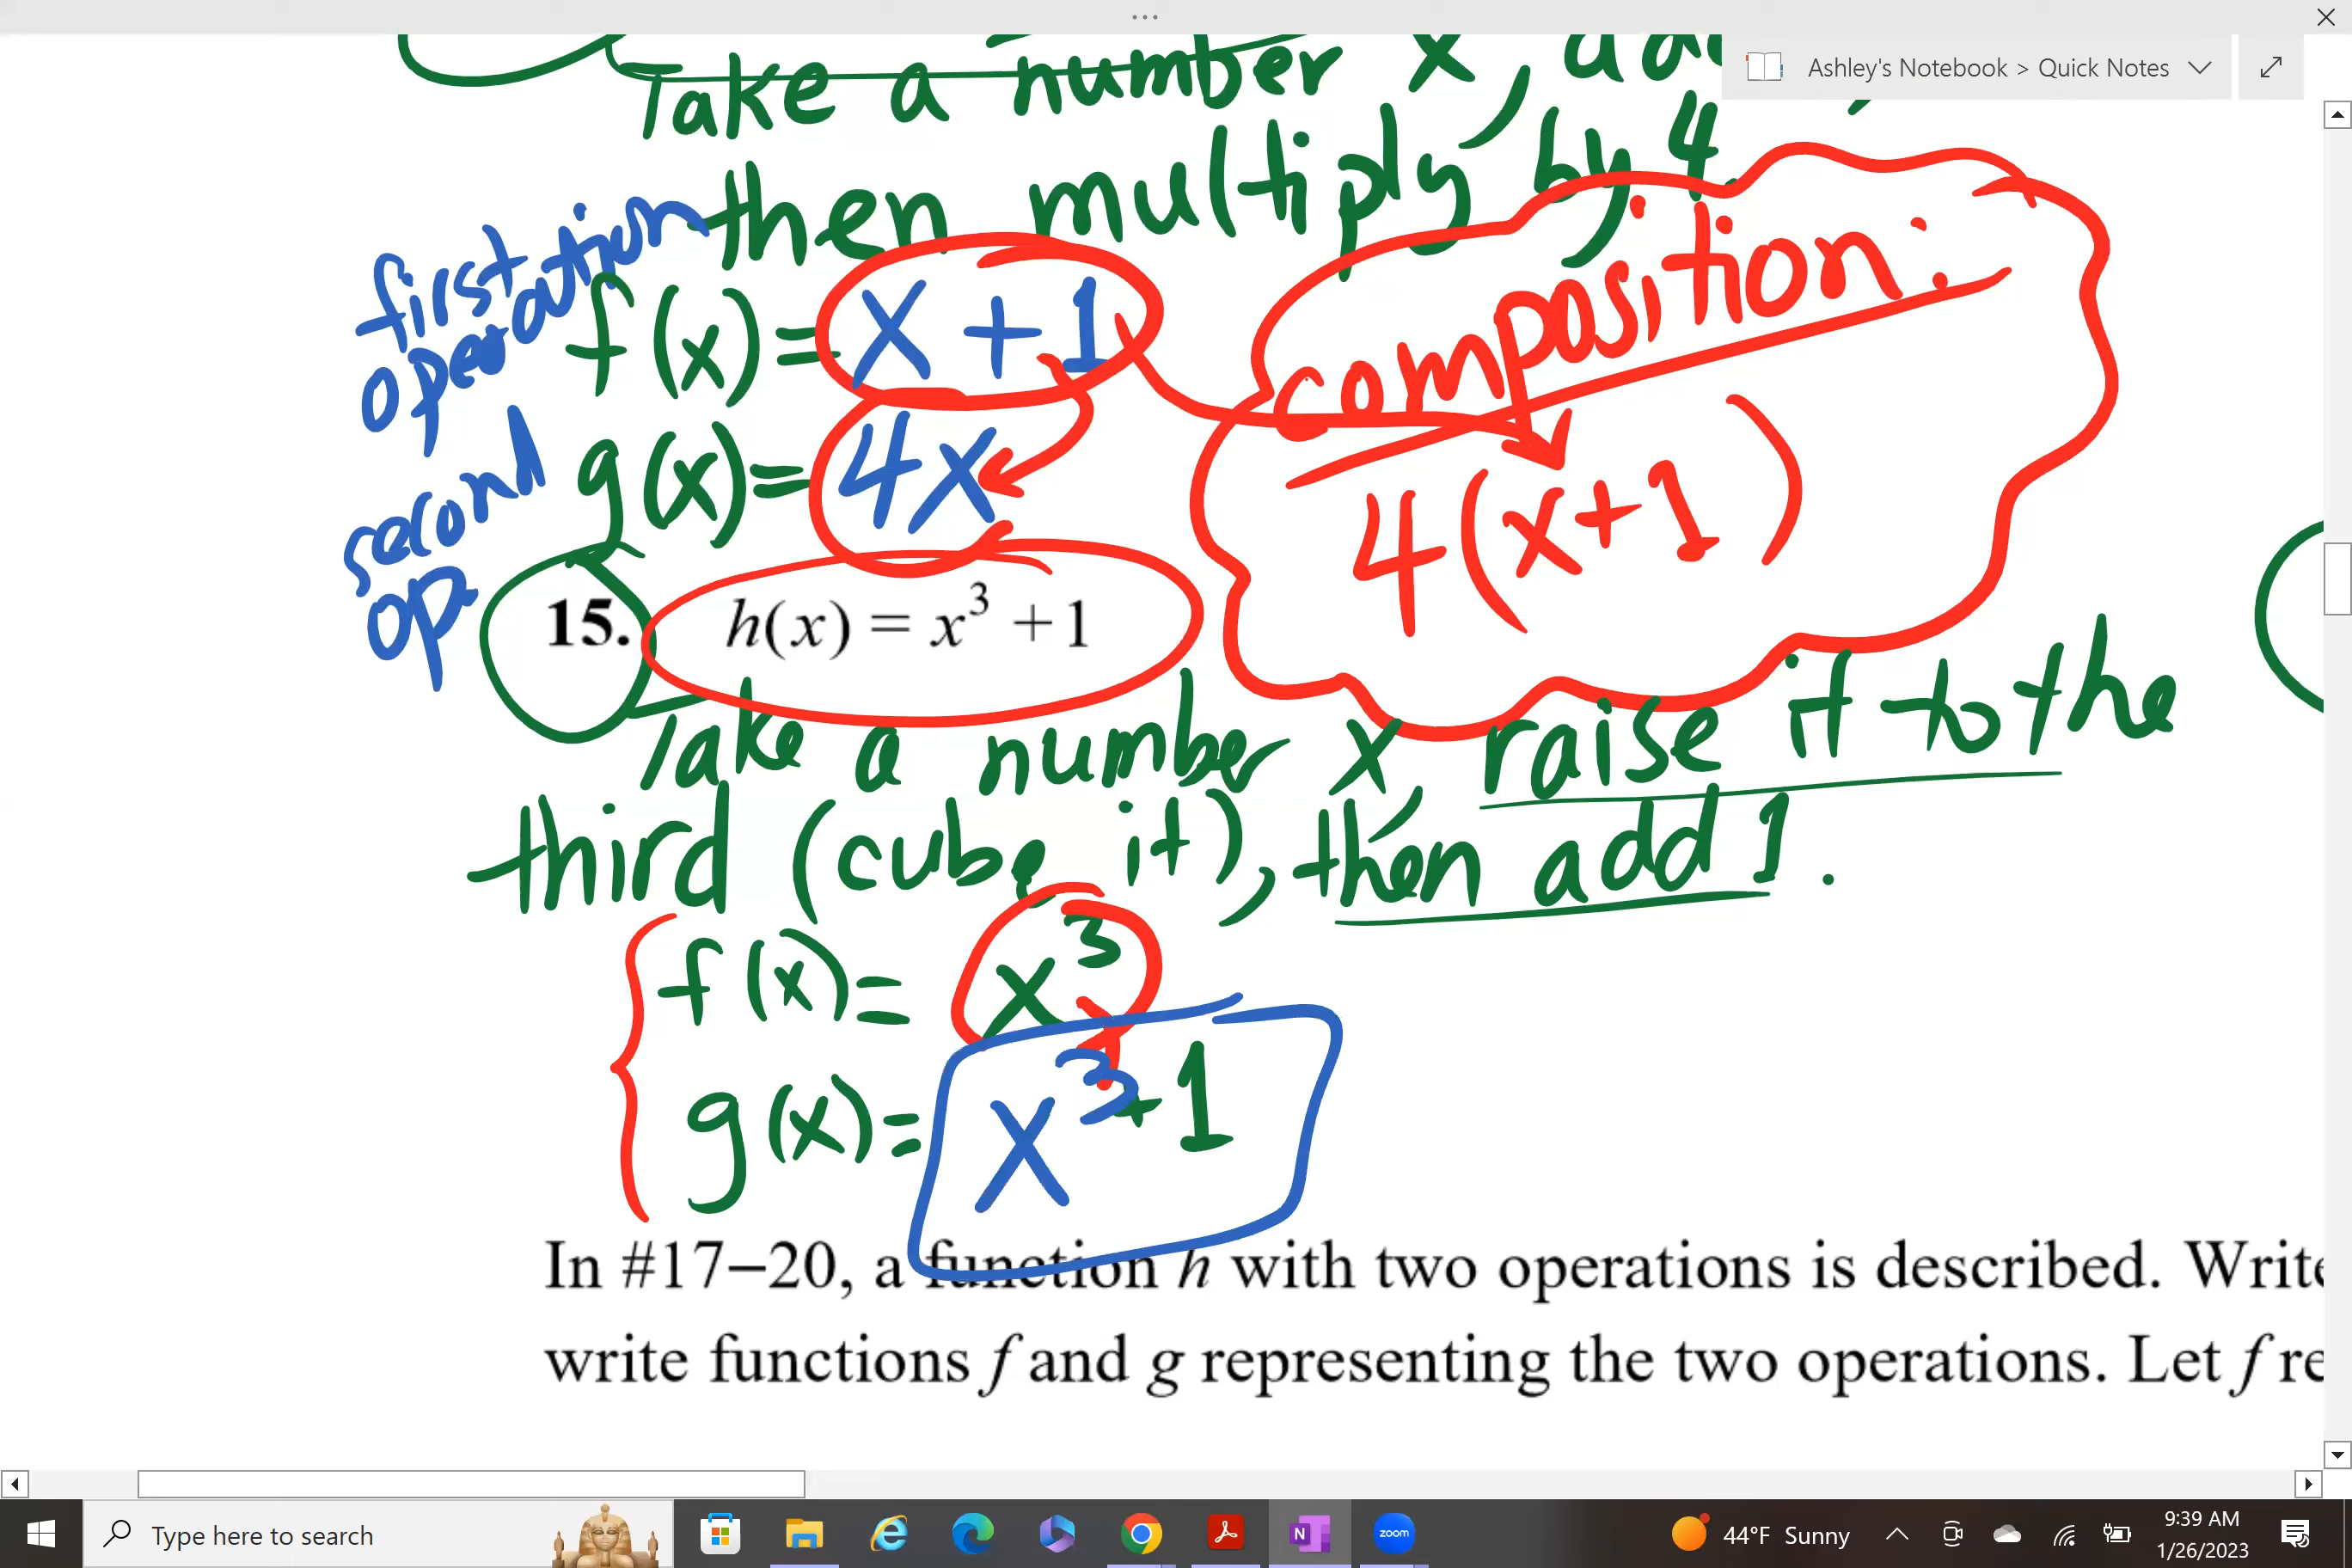 Ashley's Notebook > Quick Notes
Take a number x,
then multiply by 4.
first
operation
f(x) = x + 1
composition:
g(x) = 4x
4(x+1)
second
op.
15. h(x) = x³ + 1
Take a number x, raise it to the
third (cube it), then add 1.
f(x) = x³
g(x) = x³+1
In #17–20, a function h with two operations is described. Write
write functions f and g representing the two operations. Let f re
Type here to search
N
zoom
44°F Sunny
9:39 AM
1/26/2023